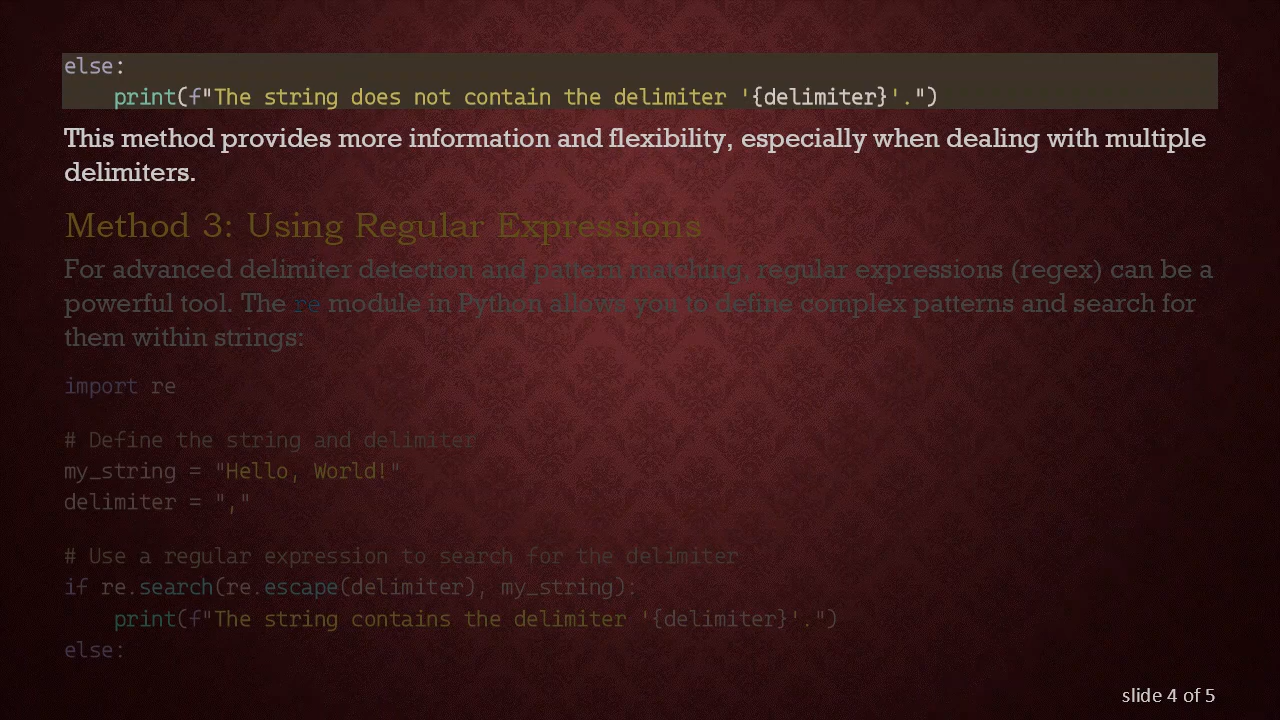 else:
    print(f"The string does not contain the delimiter '{delimiter}'.")
This method provides more information and flexibility, especially when dealing with multiple
delimiters.
Method 3: Using Regular Expressions
For advanced delimiter detection and pattern matching, regular expressions (regex) can be a
powerful tool. The re module in Python allows you to define complex patterns and search for
them within strings:
import re
# Define the string and delimiter
my_string = "Hello, World!"
delimiter = ","
# Use a regular expression to search for the delimiter
if re.search(re.escape(delimiter), my_string):
    print(f"The string contains the delimiter '{delimiter}'.")
else:
slide 4 of 5